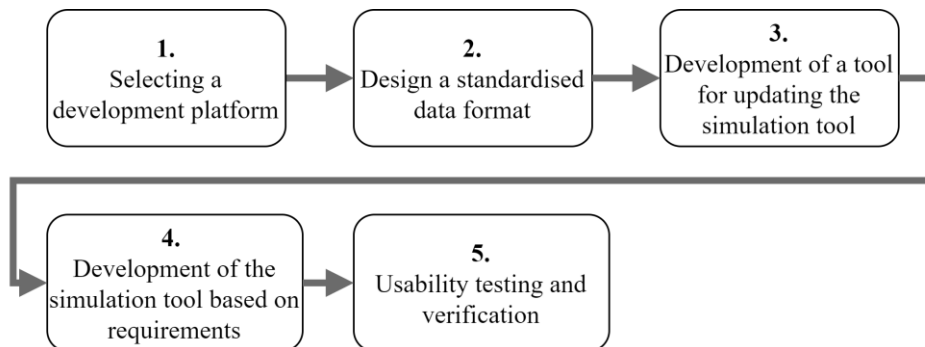 1.
Selecting a
development platform
2.
Design a standardised
data format
3.
Development of a tool
for updating the
simulation tool
4.
Development of the
simulation tool based on
requirements
5.
Usability testing and
verification